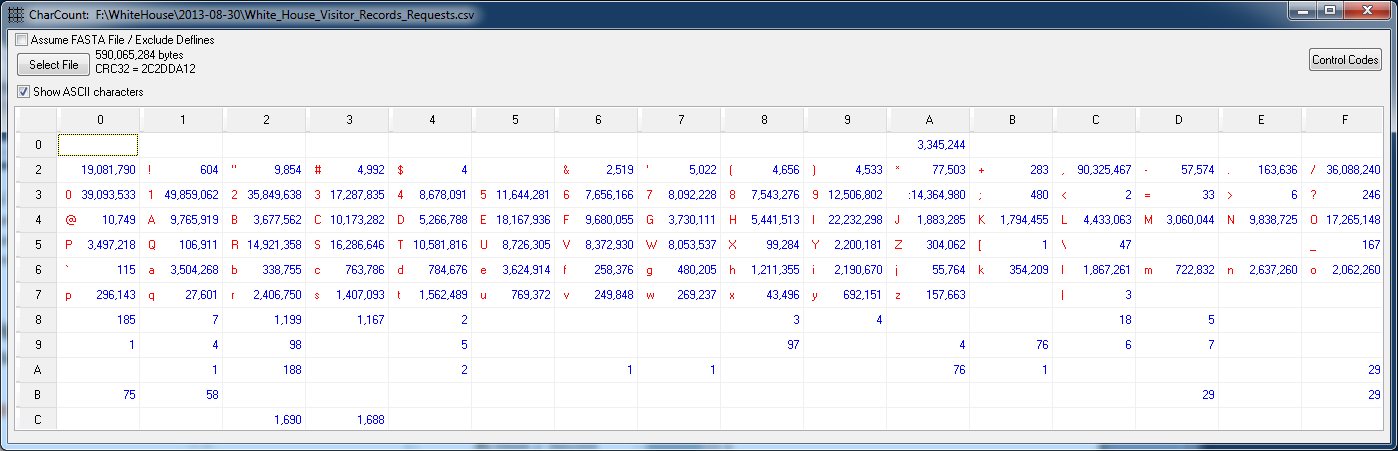 CharCount: F:\WhiteHouse\2013-08-30\White_House_Visitor_Records_Requests.csv
Assume FASTA File / Exclude Deflines
Select File
590,065,284 bytes
CRC32 = 2C2DDA12
Control Codes
Show ASCII characters
0 1 2 3 4 5 6 7 8 9 A B C D E F
0 3,345,244
2 19,081,790 ! 604 " 9,854 # 4,992 $ 4 & 2,519 ' 5,022 ( 4,656 ) 4,533 * 77,503 + 283 , 90,325,467 - 57,574 . 163,636 / 36,088,240
3 0 39,093,533 1 49,859,062 2 35,849,638 3 17,287,835 4 8,678,091 5 11,644,281 6 7,656,166 7 8,092,228 8 7,543,276 9 12,506,802 : 14,364,980 ; 480 < 2 = 33 > 6 ? 246
4 @ 10,749 A 9,765,919 B 3,677,562 C 10,173,282 D 5,266,788 E 18,167,936 F 9,680,055 G 3,730,111 H 5,441,513 I 22,232,298 J 1,883,285 K 1,794,455 L 4,433,063 M 3,060,044 N 9,838,725 O 17,265,148
5 P 3,497,218 Q 106,911 R 14,921,358 S 16,286,646 T 10,581,816 U 8,726,305 V 8,372,930 W 8,053,537 X 99,284 Y 2,200,181 Z 304,062 [ 1 \ 47 _ 167
6 ` 115 a 3,504,268 b 338,755 c 763,786 d 784,676 e 3,624,914 f 258,376 g 480,205 h 1,211,355 i 2,190,670 j 55,764 k 354,209 l 1,867,261 m 722,832 n 2,637,260 o 2,062,260
7 p 296,143 q 27,601 r 2,406,750 s 1,407,093 t 1,562,489 u 769,372 v 249,848 w 269,237 x 43,496 y 692,151 z 157,663 | 3
8 185 7 1,199 1,167 2 3 4 18 5
9 1 4 98 5 97 4 76 6 7
A 1 188 2 1 1 76 1 29
B 75 58 29 29
C 1,690 1,688